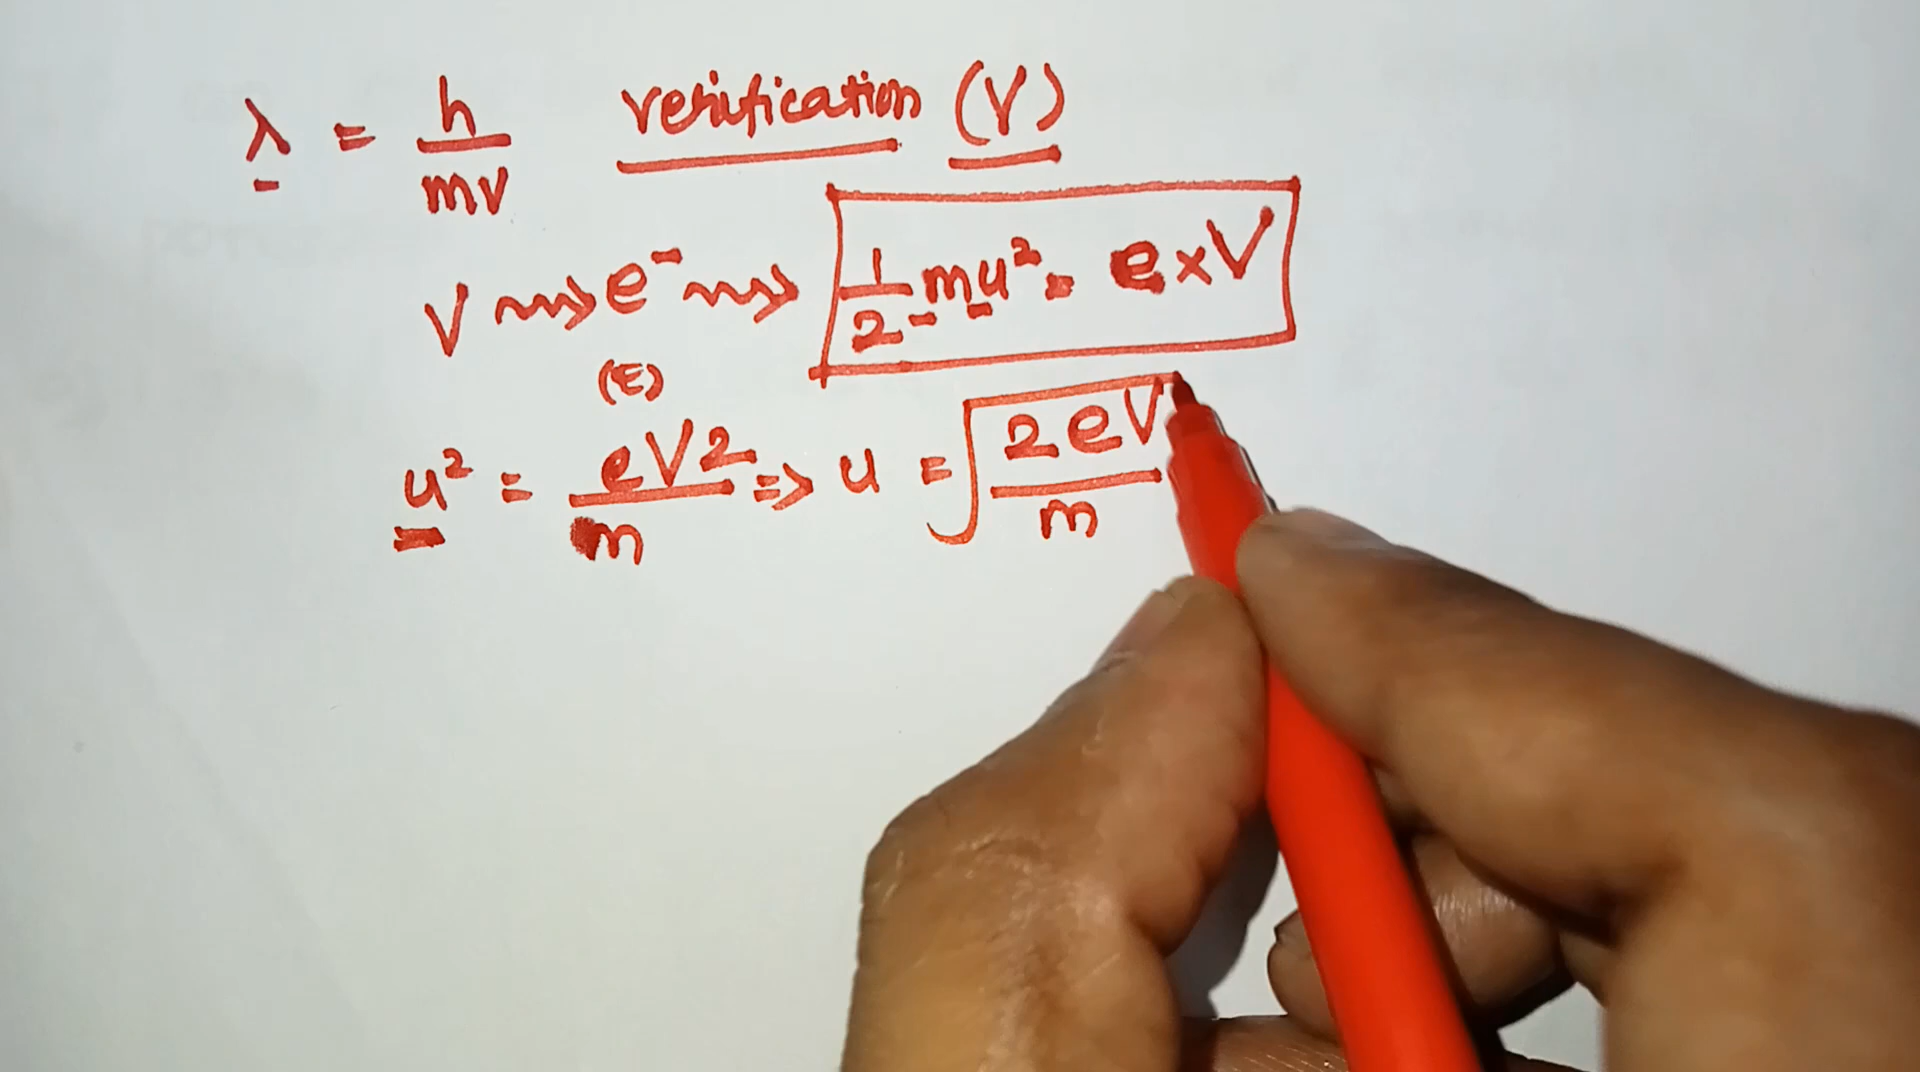 λ = h/mv verification (V)
V ⇝ e⁻ ⇝ 1/2 mu² = e×V
(E)
u² = eV2/m ⇒ u = √(2eV/m)